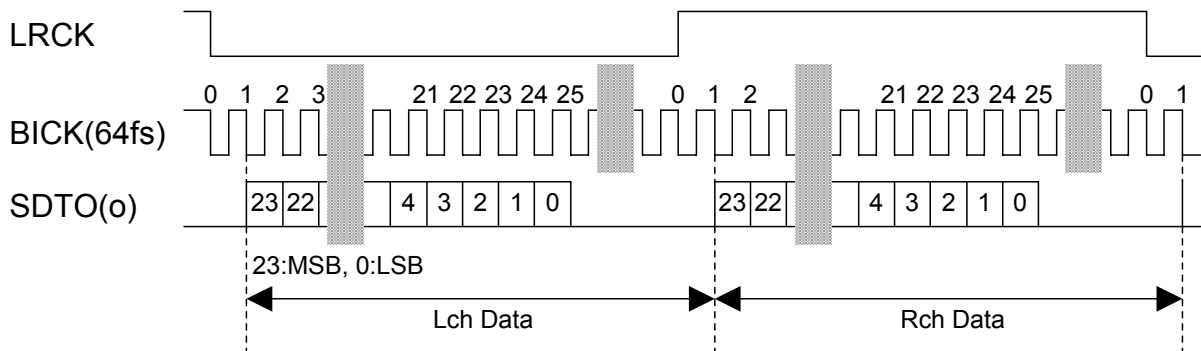 LRCK
0 1 2 3 21 22 23 24 25 0 1 2 21 22 23 24 25 0 1
BICK(64fs)
SDTO(o)
23 22 4 3 2 1 0 23 22 4 3 2 1 0
23:MSB, 0:LSB
Lch Data Rch Data